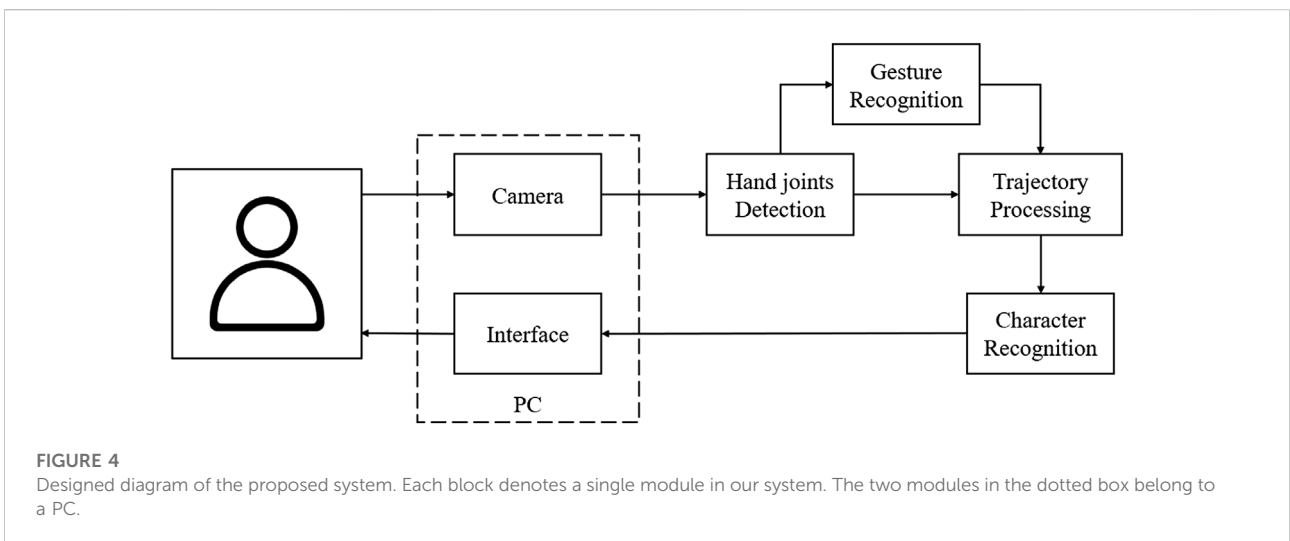 Gesture
Recognition
Camera
Hand joints
Detection
Trajectory
Processing
Interface
Character
Recognition
PC
FIGURE 4
Designed diagram of the proposed system. Each block denotes a single module in our system. The two modules in the dotted box belong to
a PC.